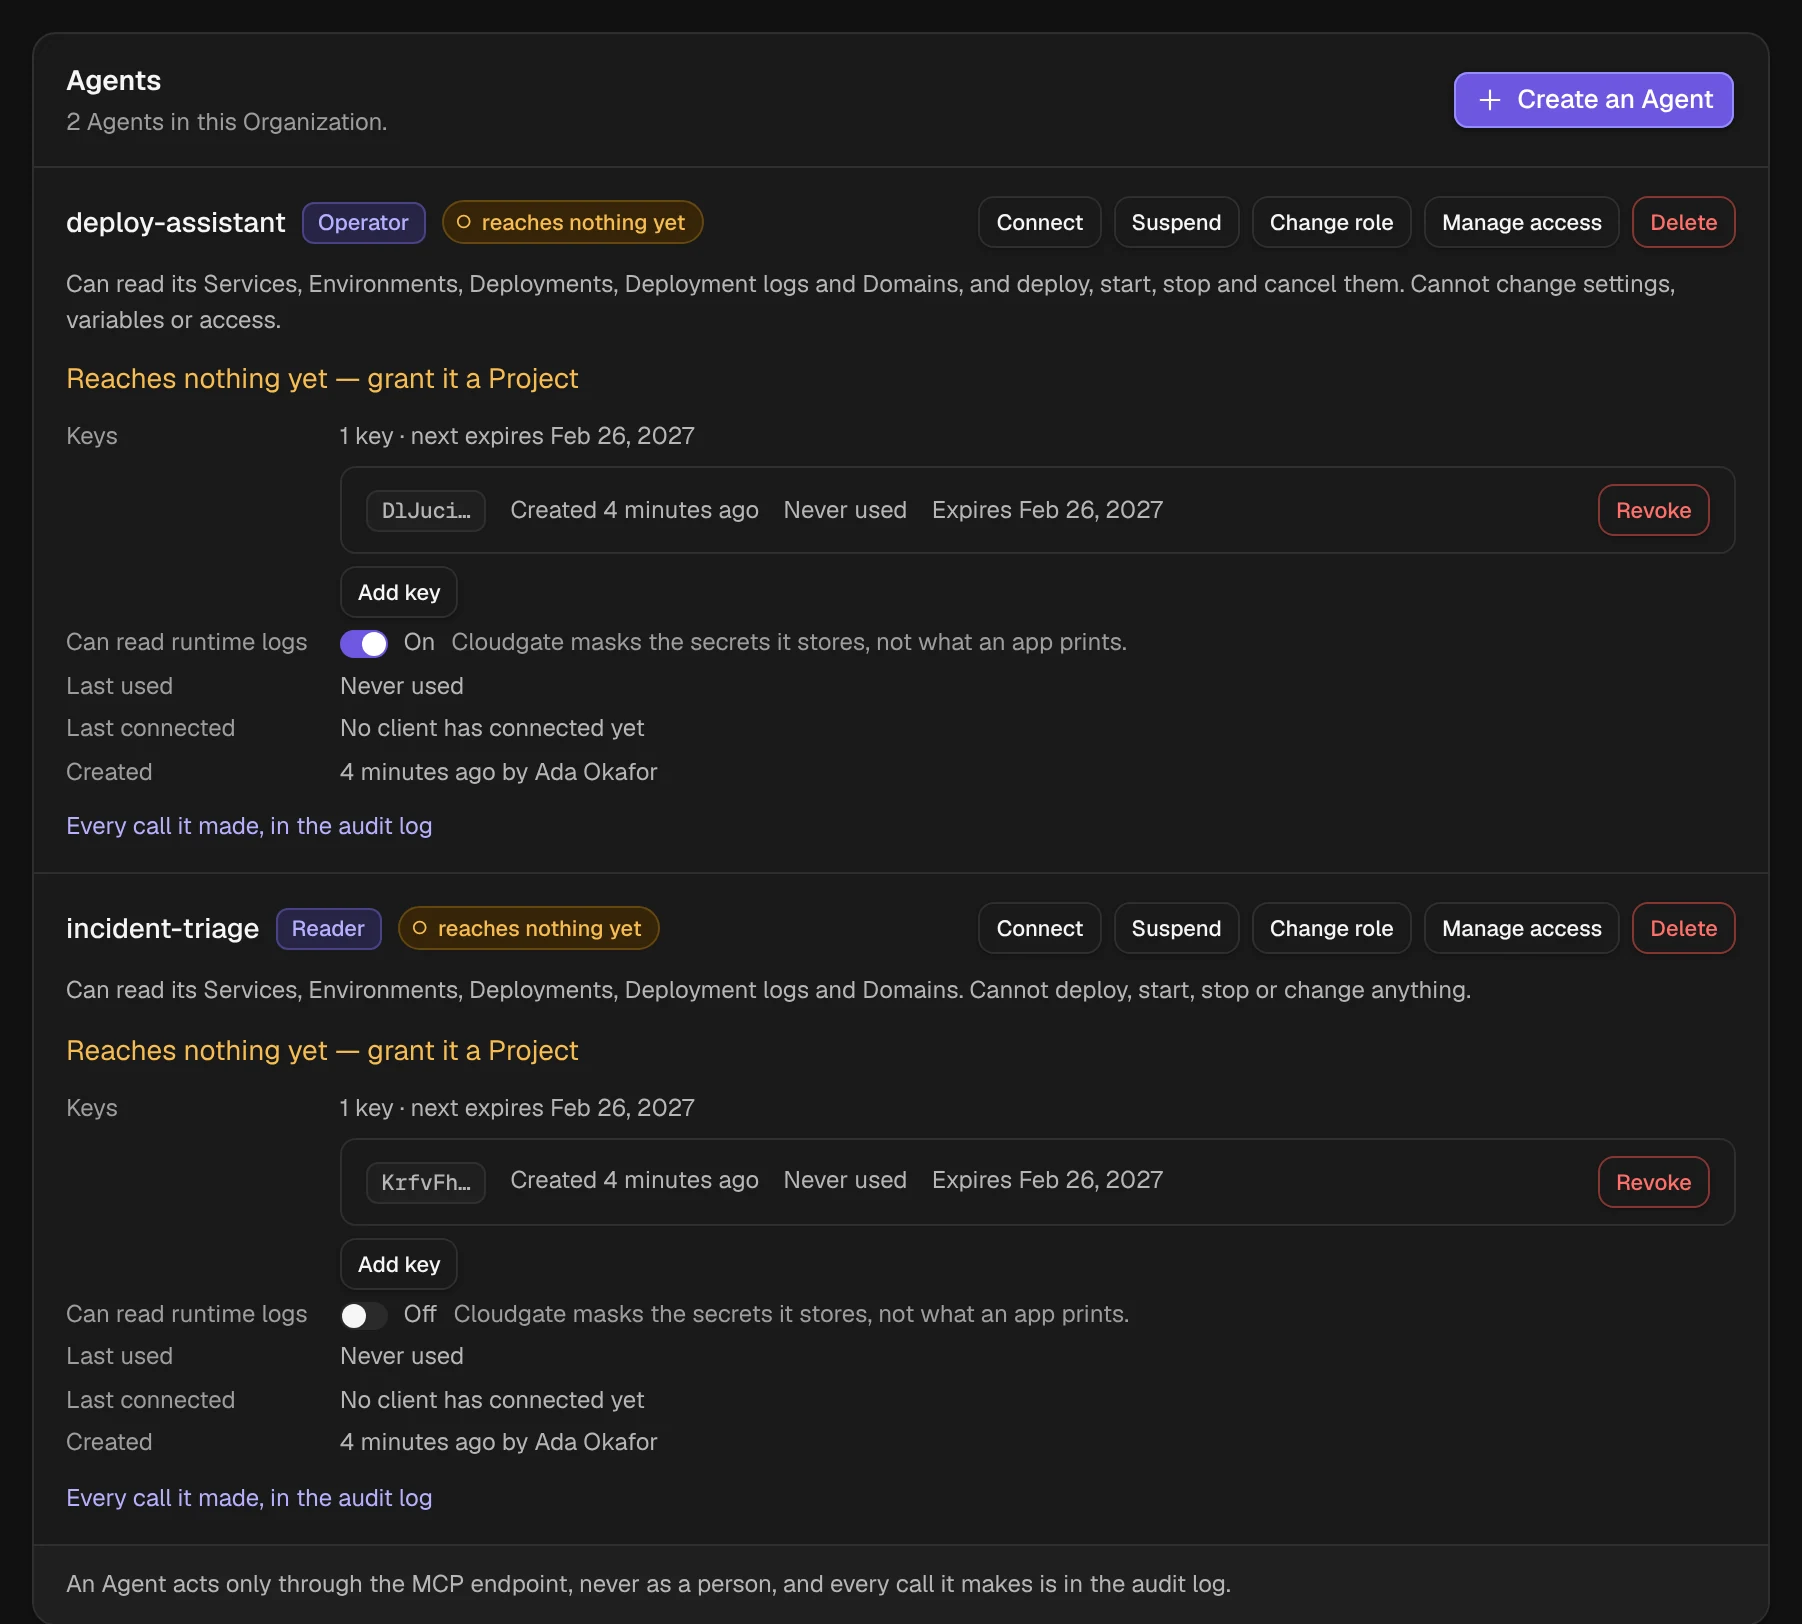 Agents
2 Agents in this Organization.
Create an Agent
deploy-assistant Operator reaches nothing yet Connect Suspend Change role Manage access Delete
Can read its Services, Environments, Deployments, Deployment logs and Domains, and deploy, start, stop and cancel them. Cannot change settings,
variables or access.
Reaches nothing yet — grant it a Project
Keys 1 key · next expires Feb 26, 2027
DlJuci… Created 4 minutes ago Never used Expires Feb 26, 2027 Revoke
Add key
Can read runtime logs On Cloudgate masks the secrets it stores, not what an app prints.
Last used Never used
Last connected No client has connected yet
Created 4 minutes ago by Ada Okafor
Every call it made, in the audit log
incident-triage Reader reaches nothing yet Connect Suspend Change role Manage access Delete
Can read its Services, Environments, Deployments, Deployment logs and Domains. Cannot deploy, start, stop or change anything.
Reaches nothing yet — grant it a Project
Keys 1 key · next expires Feb 26, 2027
KrfvFh… Created 4 minutes ago Never used Expires Feb 26, 2027 Revoke
Add key
Can read runtime logs Off Cloudgate masks the secrets it stores, not what an app prints.
Last used Never used
Last connected No client has connected yet
Created 4 minutes ago by Ada Okafor
Every call it made, in the audit log
An Agent acts only through the MCP endpoint, never as a person, and every call it makes is in the audit log.